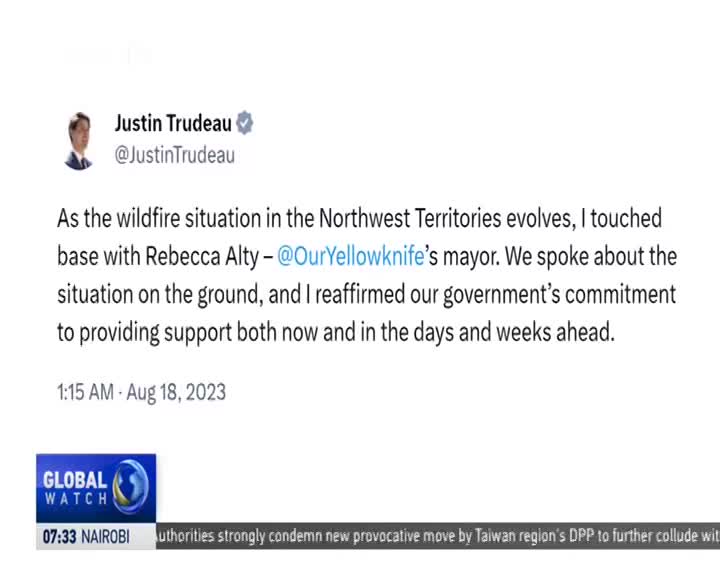 Justin Trudeau
@JustinTrudeau
As the wildfire situation in the Northwest Territories evolves, I touched
base with Rebecca Alty – @OurYellowknife's mayor. We spoke about the
situation on the ground, and I reaffirmed our government's commitment
to providing support both now and in the days and weeks ahead.
1:15 AM · Aug 18, 2023
GLOBAL
WATCH
07:33 NAIROBI
uthorities strongly condemn new provocative move by Taiwan region's DPP to further collude wit